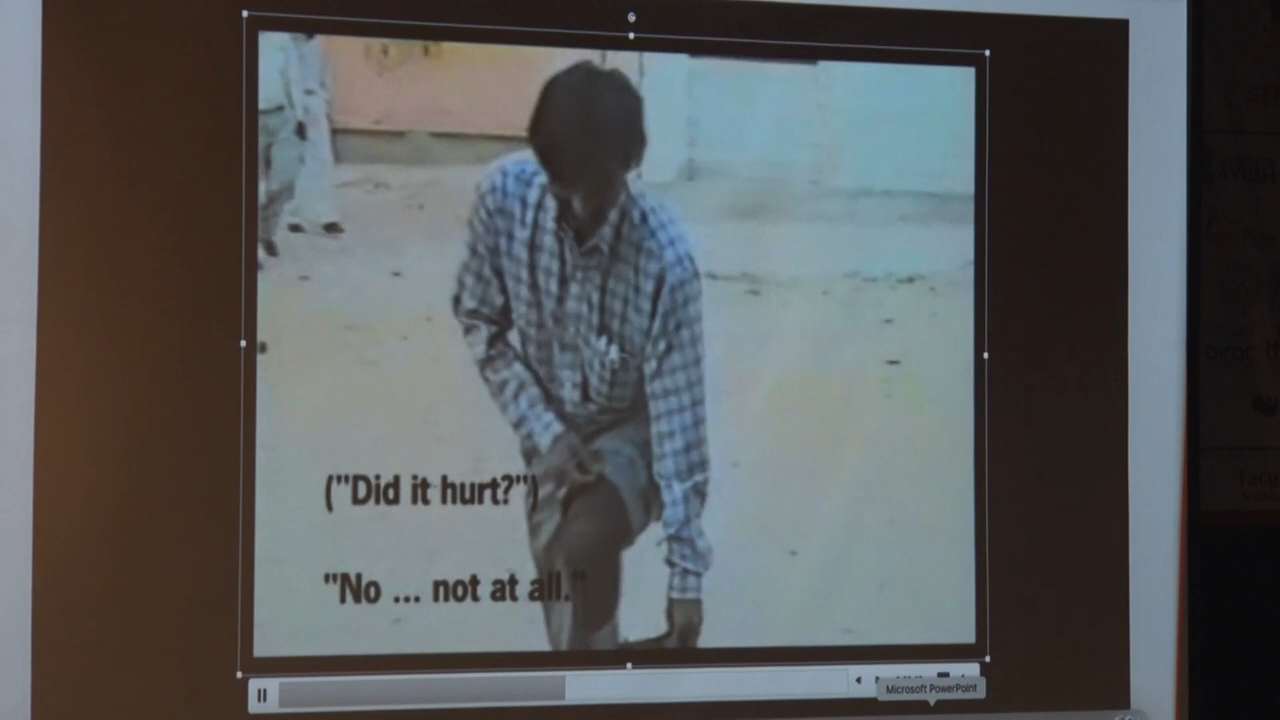 ("Did it hurt?")
"No ... not at all."
Microsoft PowerPoint